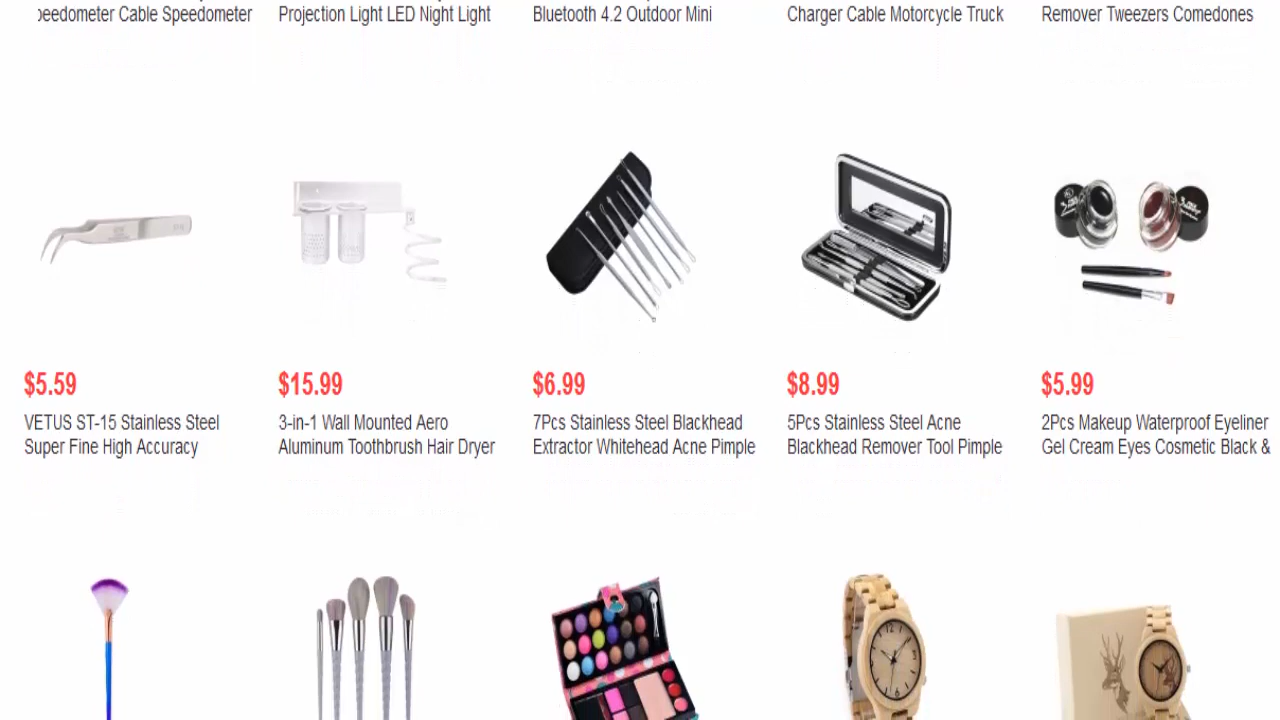 peedometer Cable Speedometer
Projection Light LED Night Light
Bluetooth 4.2 Outdoor Mini
Charger Cable Motorcycle Truck
Remover Tweezers Comedones
$5.59
VETUS ST-15 Stainless Steel
Super Fine High Accuracy
$15.99
3-in-1 Wall Mounted Aero
Aluminum Toothbrush Hair Dryer
$6.99
7Pcs Stainless Steel Blackhead
Extractor Whitehead Acne Pimple
$8.99
5Pcs Stainless Steel Acne
Blackhead Remover Tool Pimple
$5.99
2Pcs Makeup Waterproof Eyeliner
Gel Cream Eyes Cosmetic Black &